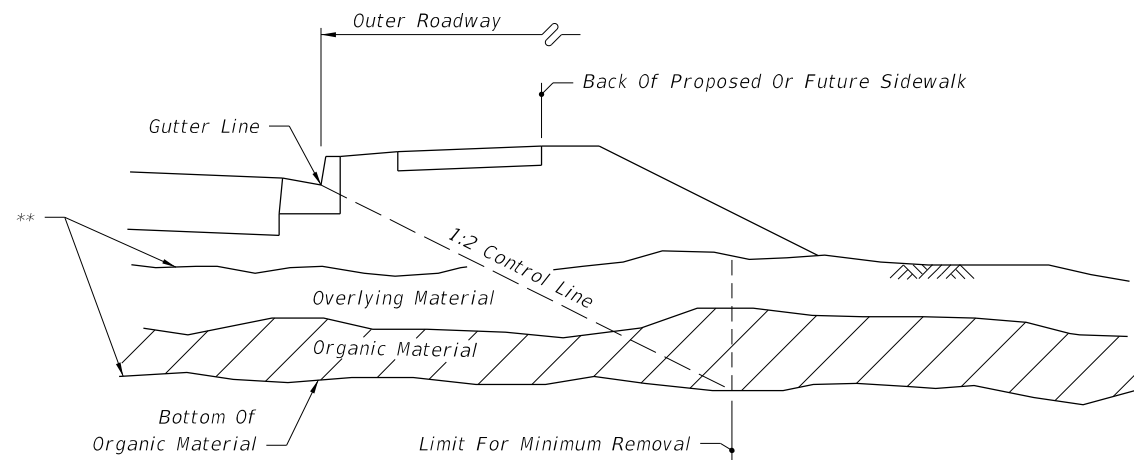 Outer Roadway
Back Of Proposed Or Future Sidewalk
Gutter Line
**
1:2 Control Line
Overlying Material
Organic Material
Bottom Of
Organic Material
Limit For Minimum Removal